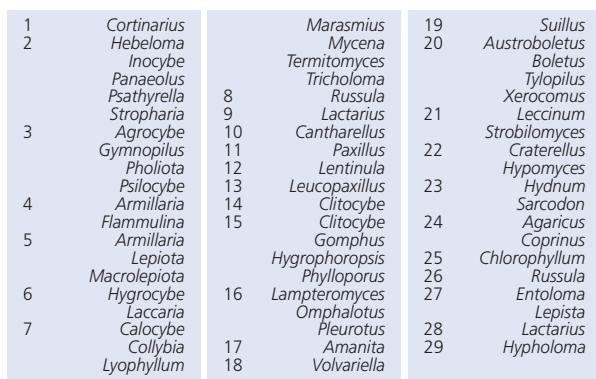 1 Cortinarius
2 Hebeloma
Inocybe
Panaeolus
Psathyrella
Stropharia
3 Agrocybe
Gymnopilus
Pholiota
Psilocybe
4 Armillaria
Flammulina
5 Armillaria
Lepiota
Macrolepiota
6 Hygrocybe
Laccaria
7 Calocybe
Collybia
Lyophyllum
Marasmius
Mycena
Termitomyces
Tricholoma
8 Russula
9 Lactarius
10 Cantharellus
11 Paxillus
12 Lentinula
13 Leucopaxillus
14 Clitocybe
15 Clitocybe
Gomphus
Hygrophoropsis
Phylloporus
16 Lampteromyces
Omphalotus
Pleurotus
17 Amanita
18 Volvariella
19 Suillus
20 Austroboletus
Boletus
Tylopilus
Xerocomus
21 Leccinum
Strobilomyces
22 Craterellus
Hypomyces
23 Hydnum
Sarcodon
24 Agaricus
Coprinus
25 Chlorophyllum
26 Russula
27 Entoloma
Lepista
28 Lactarius
29 Hypholoma